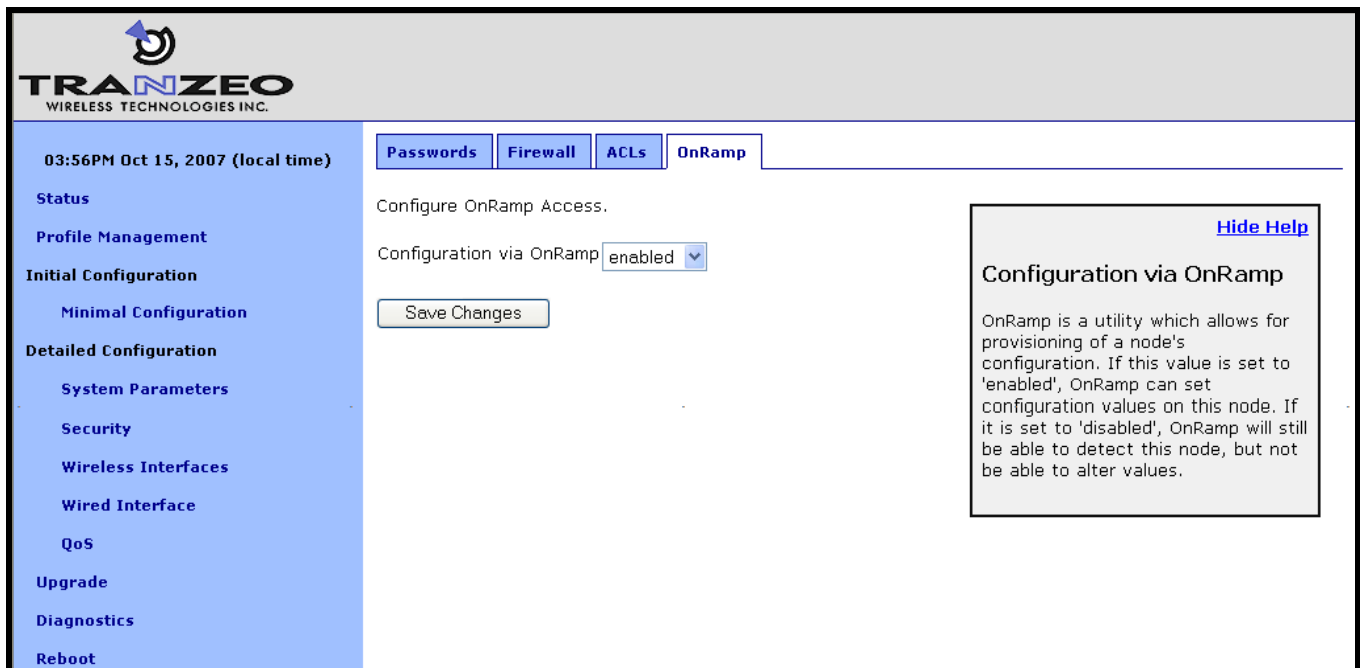 TRANZEO
WIRELESS TECHNOLOGIES INC.
03:56PM Oct 15, 2007 (local time)
Status
Profile Management
Initial Configuration
Minimal Configuration
Detailed Configuration
System Parameters
Security
Wireless Interfaces
Wired Interface
QoS
Upgrade
Diagnostics
Reboot
Passwords
Firewall
ACLs
OnRamp
Configure OnRamp Access.
Configuration via OnRamp enabled
Save Changes
Hide Help
Configuration via OnRamp
OnRamp is a utility which allows for
provisioning of a node's
configuration. If this value is set to
'enabled', OnRamp can set
configuration values on this node. If
it is set to 'disabled', OnRamp will still
be able to detect this node, but not
be able to alter values.